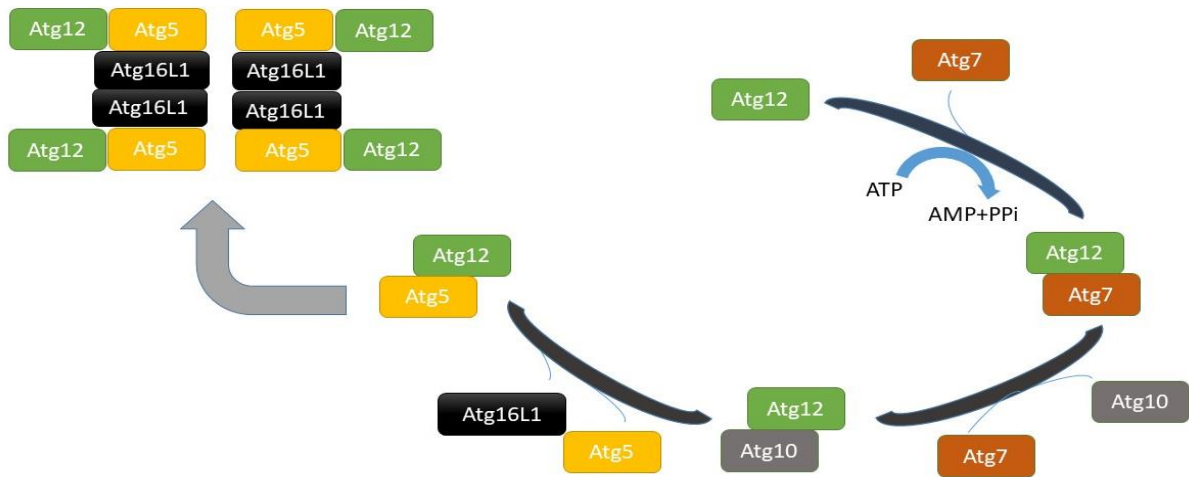 Atg12 Atg5 Atg5 Atg12
Atg16L1 Atg16L1
Atg16L1 Atg16L1
Atg12 Atg5 Atg5 Atg12
Atg7
Atg12
ATP
AMP+PPi
Atg12
Atg7
Atg12
Atg5
Atg16L1
Atg5
Atg12
Atg10
Atg7
Atg10